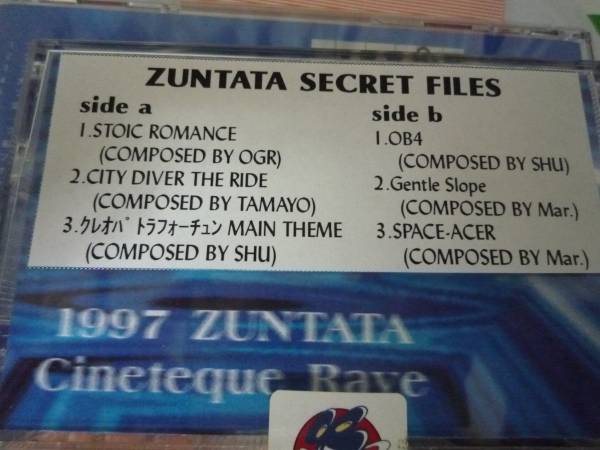 ZUNTATA SECRET FILES
side a
1.STOIC ROMANCE
(COMPOSED BY OGR)
2.CITY DIVER THE RIDE
(COMPOSED BY TAMAYO)
3.ｸﾚｵﾊﾟﾄﾗフォーチュン MAIN THEME
(COMPOSED BY SHU)
side b
1.OB4
(COMPOSED BY SHU)
2.Gentle Slope
(COMPOSED BY Mar.)
3.SPACE-ACER
(COMPOSED BY Mar.)
1997 ZUNTATA
Cineteque Rave